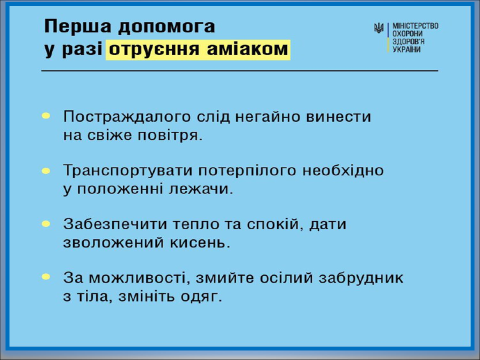 Перша допомога
у разі отруєння аміаком
МІНІСТЕРСТВО
ОХОРОНИ
ЗДОРОВ'Я
УКРАЇНИ
Постраждалого слід негайно винести
на свіже повітря.
Транспортувати потерпілого необхідно
у положенні лежачи.
Забезпечити тепло та спокій, дати
зволожений кисень.
За можливості, змийте осілий забрудник
з тіла, змініть одяг.